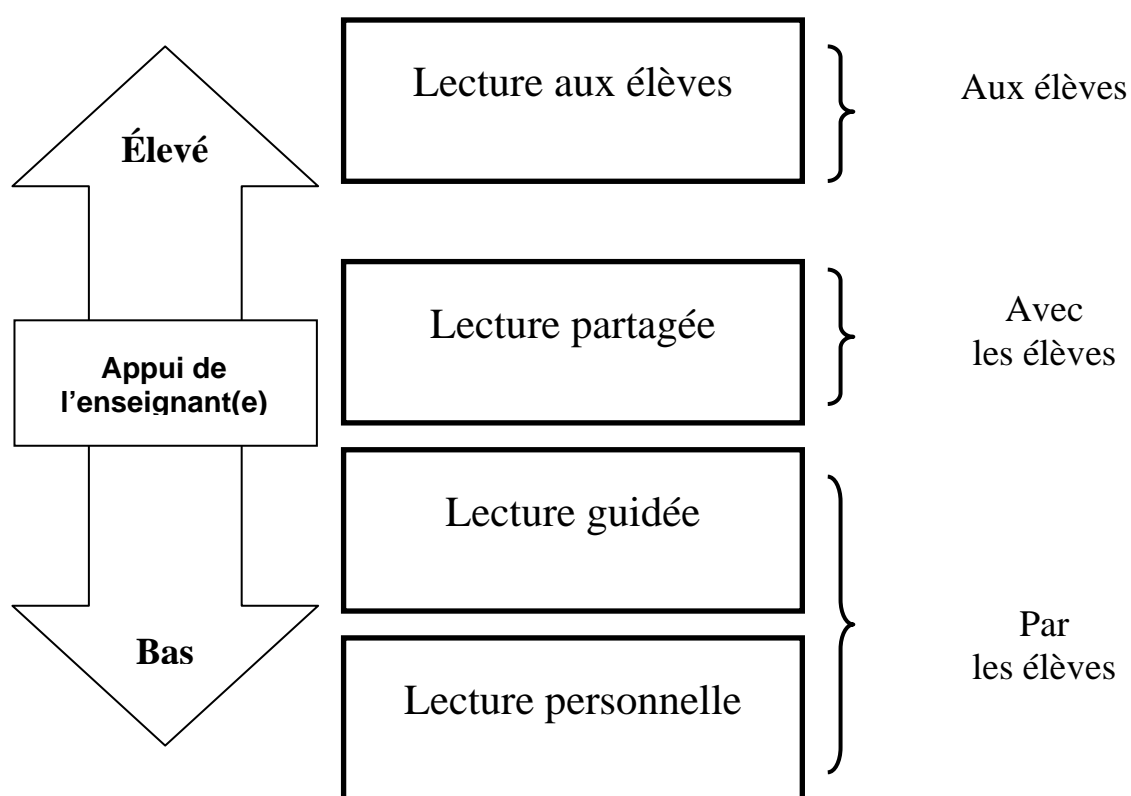 Lecture aux élèves
Aux élèves
Élevé
Lecture partagée
Avec
les élèves
Appui de
l'enseignant(e)
Lecture guidée
Bas
Par
les élèves
Lecture personnelle